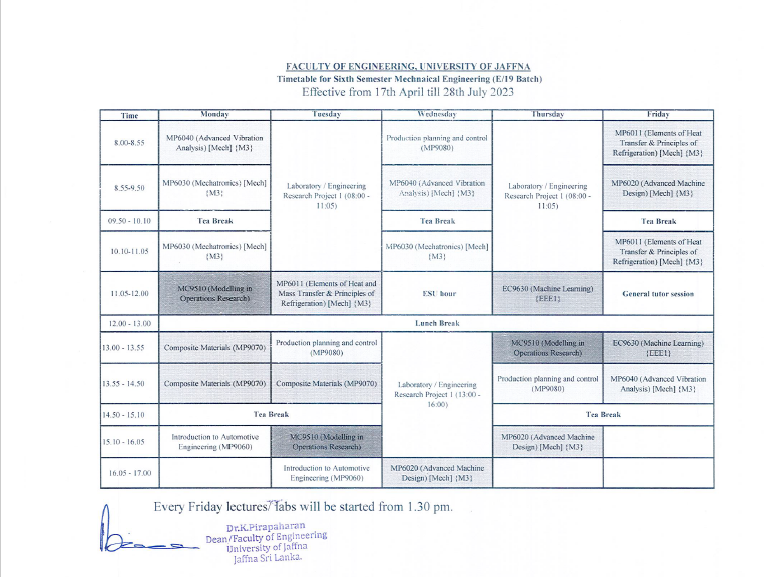 FACULTY OF ENGINEERING, UNIVERSITY OF JAFFNA
Timetable for Sixth Semester Mechnaical Engineering (E/19 Batch)
Effective from 17th April till 28th July 2023
Time Monday Tuesday Wednesday Thursday Friday
8.00-8.55
MP6040 (Advanced Vibration
Analysis) [Mech] {M3}
Production planning and control
(MP9080)
MP6011 (Elements of Heat
Transfer & Principles of
Refrigeration) [Mech] {M3}
8.55-9.50
MP6030 (Mechatronics) [Mech]
{M3}
Laboratory / Engineering
Research Project 1 (08:00 -
11:05)
MP6040 (Advanced Vibration
Analysis) [Mech] {M3}
Laboratory / Engineering
Research Project 1 (08:00 -
11:05)
MP6020 (Advanced Machine
Design) [Mech] {M3}
09.50 - 10.10 Tea Break Tea Break Tea Break
10.10-11.05
MP6030 (Mechatronics) [Mech]
{M3}
MP6030 (Mechatronics) [Mech]
{M3}
MP6011 (Elements of Heat
Transfer & Principles of
Refrigeration) [Mech] {M3}
11.05-12.00
MC9510 (Modelling in
Operations Research)
MP6011 (Elements of Heat and
Mass Transfer & Principles of
Refrigeration) [Mech] {M3}
ESU hour
EC9630 (Machine Learning)
{EEE1}
General tutor session
12.00 - 13.00 Lunch Break
13.00 - 13.55
Composite Materials (MP9070)
Production planning and control
(MP9080)
MC9510 (Modelling in
Operations Research)
EC9630 (Machine Learning)
{EEE1}
13.55 - 14.50
Composite Materials (MP9070)
Composite Materials (MP9070)
Laboratory / Engineering
Research Project 1 (13:00 -
16:00)
Production planning and control
(MP9080)
MP6040 (Advanced Vibration
Analysis) [Mech] {M3}
14.50 - 15.10 Tea Break Tea Break
15.10 - 16.05
Introduction to Automotive
Engineering (MP9060)
MC9510 (Modelling in
Operations Research)
MP6020 (Advanced Machine
Design) [Mech] {M3}
16.05 - 17.00
Introduction to Automotive
Engineering (MP9060)
MP6020 (Advanced Machine
Design) [Mech] {M3}
Every Friday lectures/labs will be started from 1.30 pm.
Dr.K.Pirapaharan
Dean/Faculty of Engineering
University of Jaffna
Jaffna Sri Lanka.